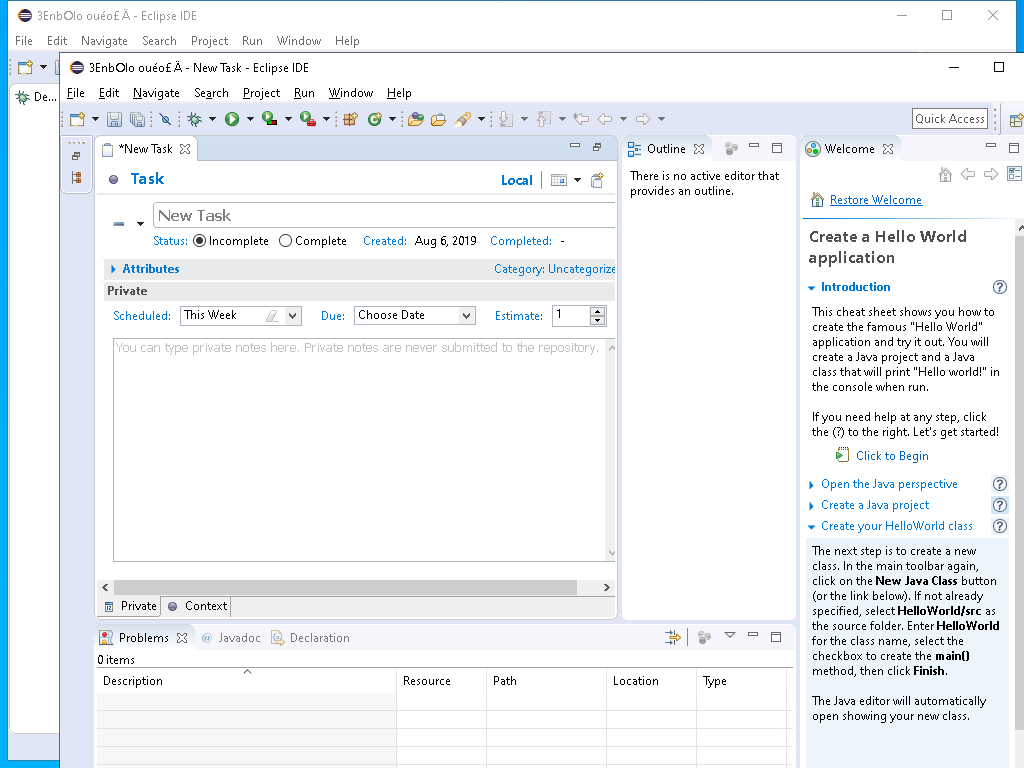 3EnbOlo ouéo£ Ä - Eclipse IDE
File Edit Navigate Search Project Run Window Help
De...
3EnbOlo ouéo£ Ä - New Task - Eclipse IDE
File Edit Navigate Search Project Run Window Help
Quick Access
*New Task
Task
Local
New Task
Status: Incomplete Complete Created: Aug 6, 2019 Completed: -
Attributes
Category: Uncategorize
Private
Scheduled: This Week Due: Choose Date Estimate: 1
You can type private notes here. Private notes are never submitted to the repository.
Private Context
Outline
There is no active editor that
provides an outline.
Welcome
Restore Welcome
Create a Hello World
application
Introduction
This cheat sheet shows you how to
create the famous "Hello World"
application and try it out. You will
create a Java project and a Java
class that will print "Hello world!" in
the console when run.
If you need help at any step, click
the (?) to the right. Let's get started!
Click to Begin
Open the Java perspective
Create a Java project
Create your HelloWorld class
The next step is to create a new
class. In the main toolbar again,
click on the New Java Class button
(or the link below). If not already
specified, select HelloWorld/src as
the source folder. Enter HelloWorld
for the class name, select the
checkbox to create the main()
method, then click Finish.
The Java editor will automatically
open showing your new class.
Problems Javadoc Declaration
0 items
Description Resource Path Location Type